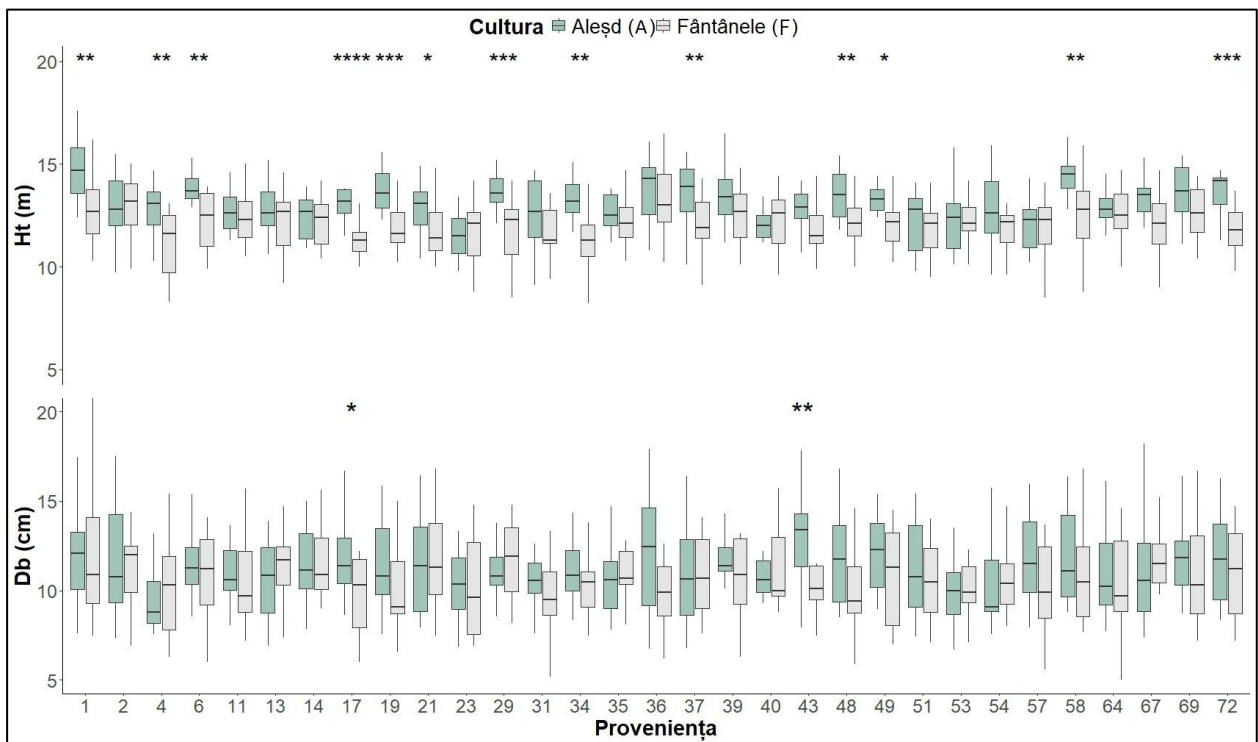 Cultura Aleșd (A) Fântânele (F)
20
** ** ** **** *** * *** ** ** ** * ** ***
15
Ht (m)
10
5
20
* **
15
Db (cm)
10
5
1 2 4 6 11 13 14 17 19 21 23 29 31 34 35 36 37 39 40 43 48 49 51 53 54 57 58 64 67 69 72
Proveniența